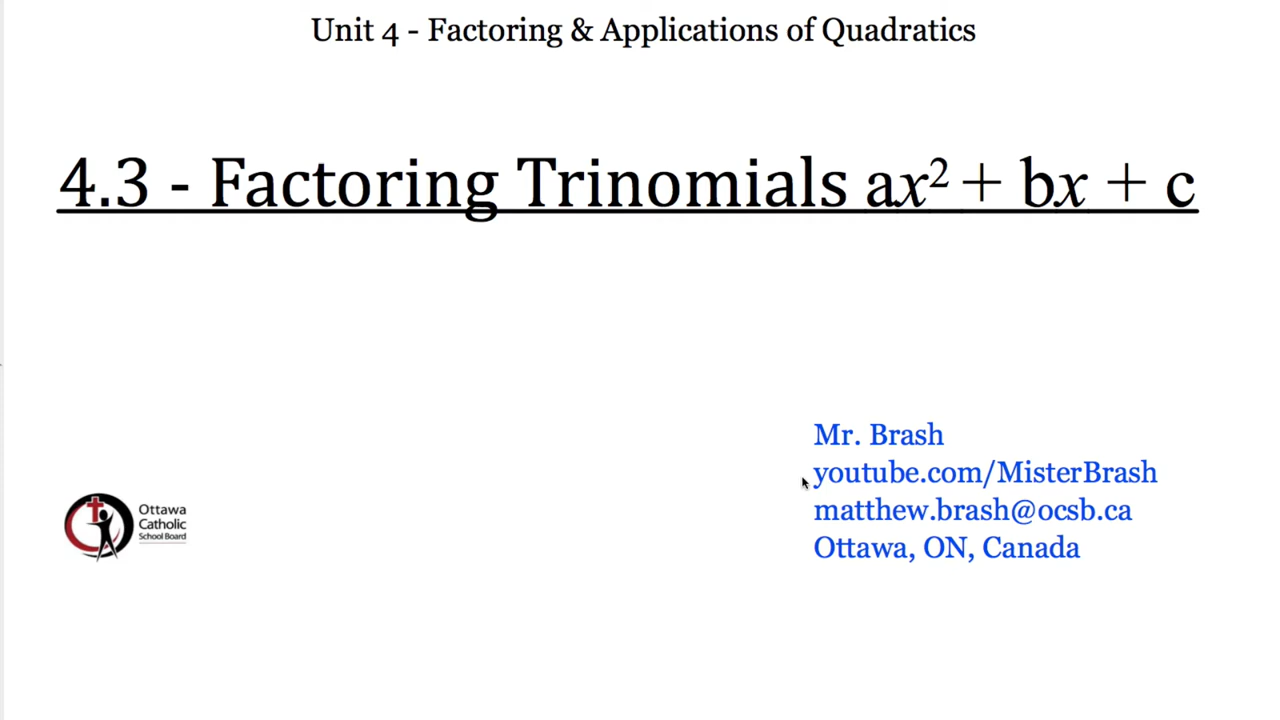 Unit 4 - Factoring & Applications of Quadratics
4.3 - Factoring Trinomials ax² + bx + c
Mr. Brash
youtube.com/MisterBrash
matthew.brash@ocsb.ca
Ottawa, ON, Canada
Ottawa
Catholic
School Board